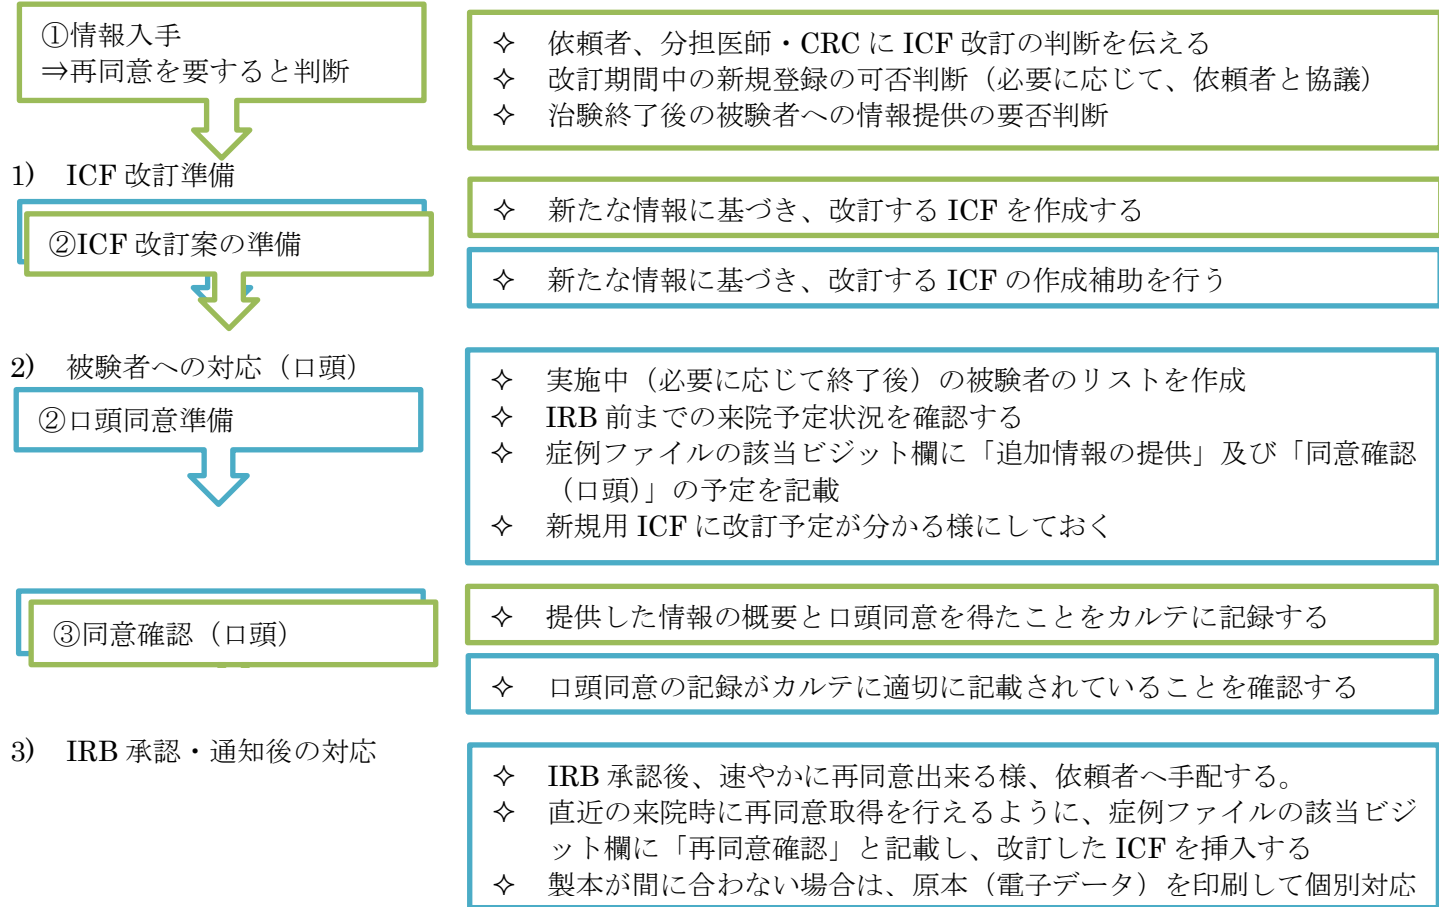 ①情報入手
⇒再同意を要すると判断
✧ 依頼者、分担医師・CRC に ICF 改訂の判断を伝える
✧ 改訂期間中の新規登録の可否判断（必要に応じて、依頼者と協議）
✧ 治験終了後の被験者への情報提供の要否判断
1) ICF 改訂準備
②ICF 改訂案の準備
✧ 新たな情報に基づき、改訂する ICF を作成する
✧ 新たな情報に基づき、改訂する ICF の作成補助を行う
2) 被験者への対応（口頭）
②口頭同意準備
✧ 実施中（必要に応じて終了後）の被験者のリストを作成
✧ IRB 前までの来院予定状況を確認する
✧ 症例ファイルの該当ビジット欄に「追加情報の提供」及び「同意確認
（口頭）」の予定を記載
✧ 新規用 ICF に改訂予定が分かる様にしておく
③同意確認（口頭）
✧ 提供した情報の概要と口頭同意を得たことをカルテに記録する
✧ 口頭同意の記録がカルテに適切に記載されていることを確認する
3) IRB 承認・通知後の対応
✧ IRB 承認後、速やかに再同意出来る様、依頼者へ手配する。
✧ 直近の来院時に再同意取得を行えるように、症例ファイルの該当ビジ
ット欄に「再同意確認」と記載し、改訂した ICF を挿入する
✧ 製本が間に合わない場合は、原本（電子データ）を印刷して個別対応